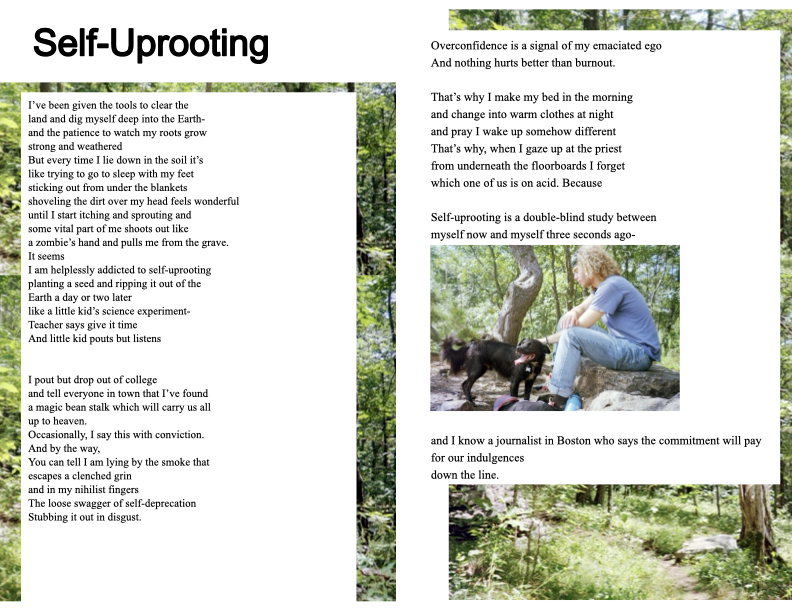 Self-Uprooting
I've been given the tools to clear the
land and dig myself deep into the Earth-
and the patience to watch my roots grow
strong and weathered
But every time I lie down in the soil it's
like trying to go to sleep with my feet
sticking out from under the blankets
shoveling the dirt over my head feels wonderful
until I start itching and sprouting and
some vital part of me shoots out like
a zombie's hand and pulls me from the grave.
It seems
I am helplessly addicted to self-uprooting
planting a seed and ripping it out of the
Earth a day or two later
like a little kid's science experiment-
Teacher says give it time
And little kid pouts but listens
I pout but drop out of college
and tell everyone in town that I've found
a magic bean stalk which will carry us all
up to heaven.
Occasionally, I say this with conviction.
And by the way,
You can tell I am lying by the smoke that
escapes a clenched grin
and in my nihilist fingers
The loose swagger of self-deprecation
Stubbing it out in disgust.
Overconfidence is a signal of my emaciated ego
And nothing hurts better than burnout.
That's why I make my bed in the morning
and change into warm clothes at night
and pray I wake up somehow different
That's why, when I gaze up at the priest
from underneath the floorboards I forget
which one of us is on acid. Because
Self-uprooting is a double-blind study between
myself now and myself three seconds ago-
and I know a journalist in Boston who says the commitment will pay
for our indulgences
down the line.